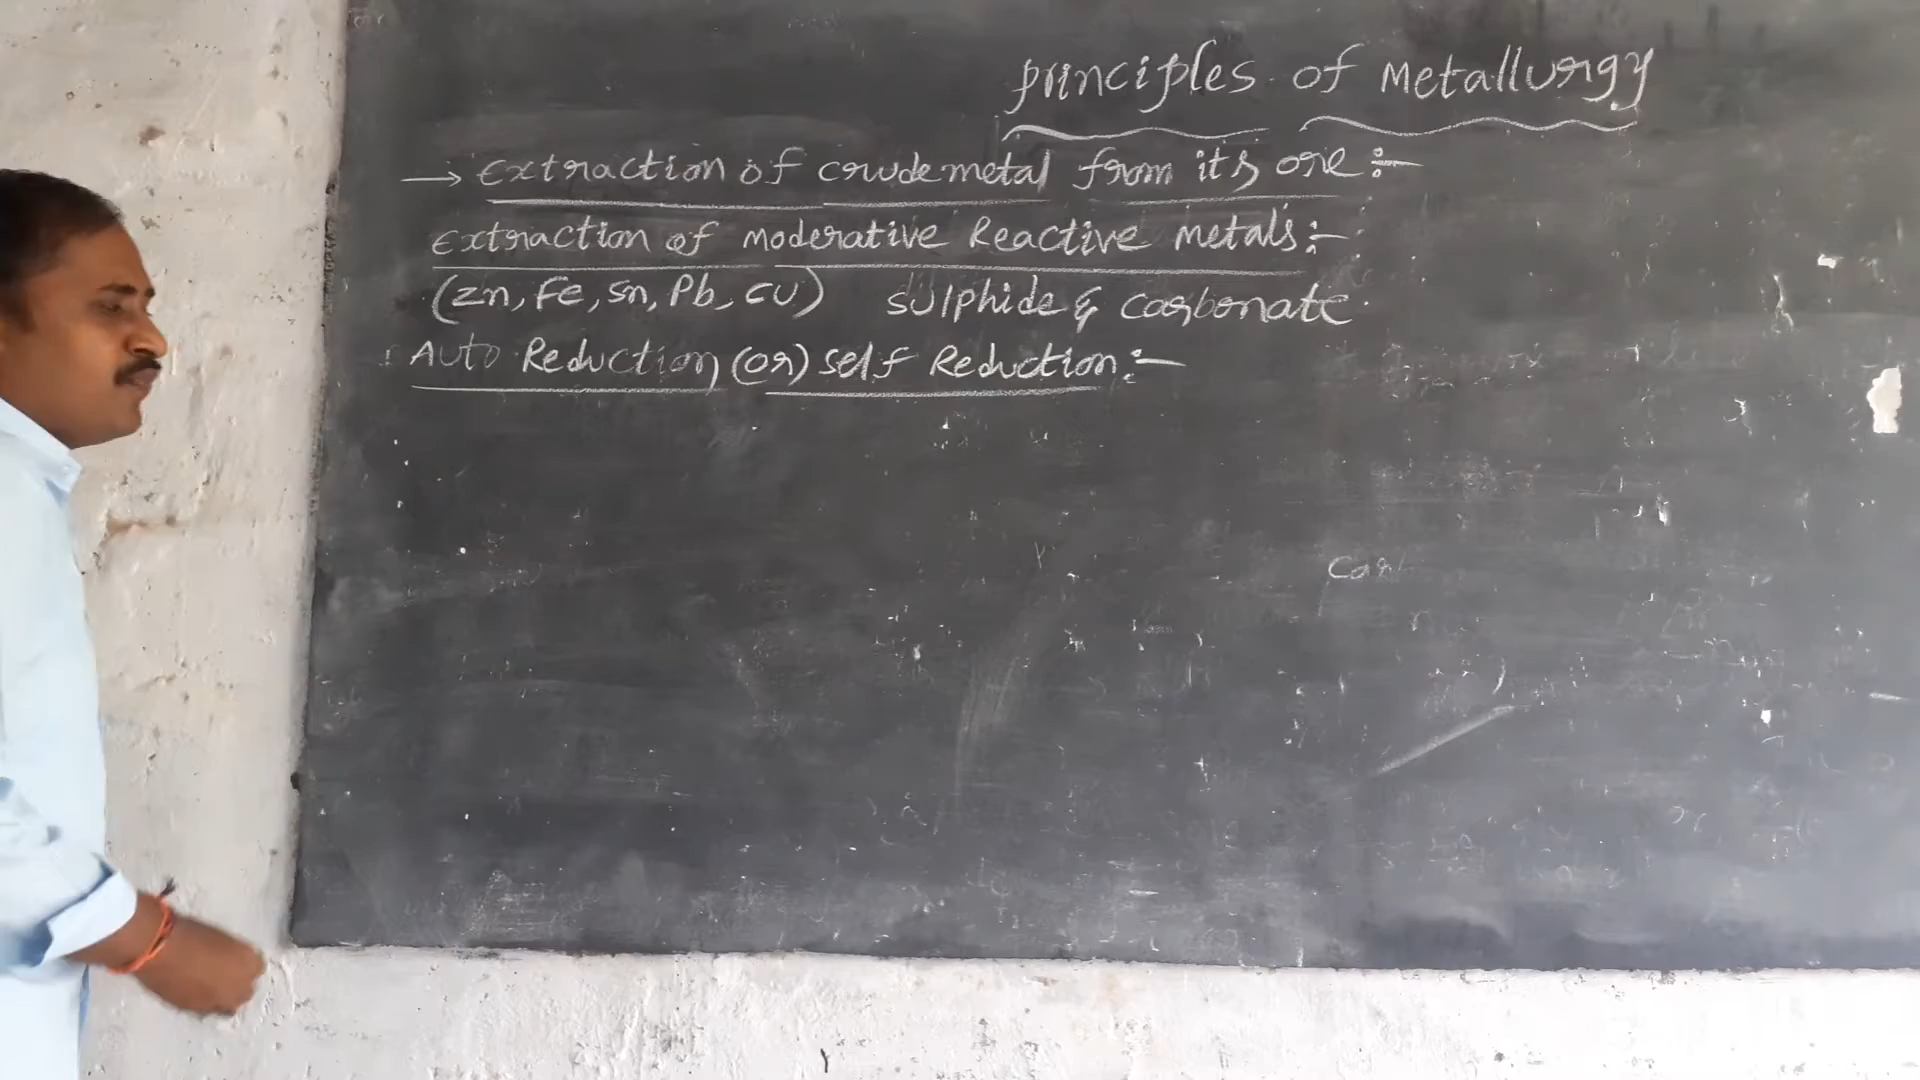 Principles of Metallurgy
→ Extraction of crude metal from its ore :-
Extraction of Moderative Reactive Metals :-
(Zn, Fe, Sn, Pb, Cu) Sulphide & Carbonate.
Auto Reduction (or) self Reduction :-